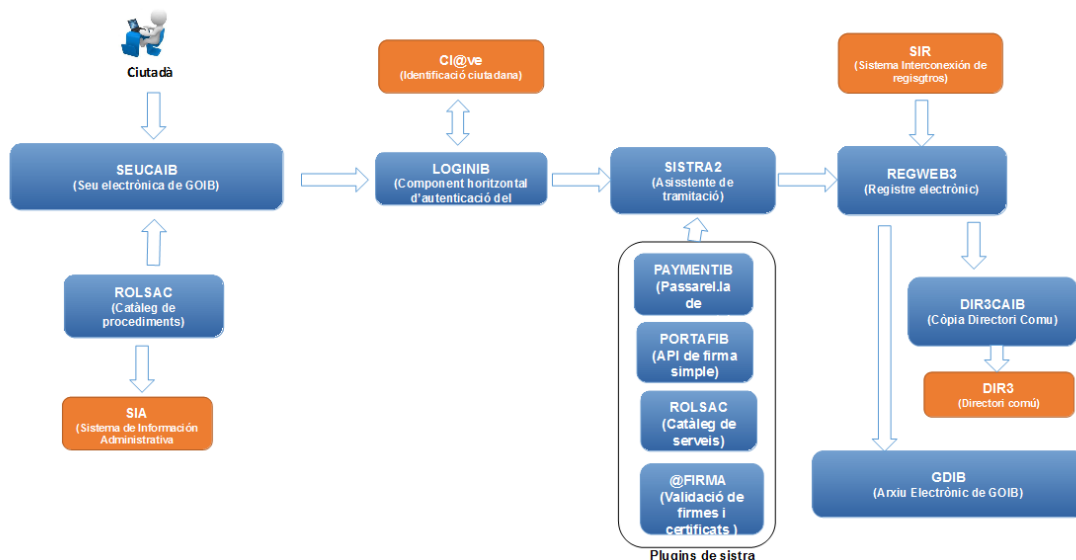 Ciutadà
Cl@ve
(Identificació ciutadana)
SIR
(Sistema Interconexión de
regisgtros)
SEUCAIB
(Seu electrònica de GOIB)
LOGINIB
(Component horitzontal
d'autenticació del
SISTRA2
(Asisstente de
tramitació)
REGWEB3
(Registre electrònic)
ROLSAC
(Catàleg de
procediments)
PAYMENTIB
(Passarel.la
de
DIR3CAIB
(Còpia Directori Comu)
PORTAFIB
(API de firma
simple)
DIR3
(Directori comú)
SIA
(Sistema de Información
Administrativa
ROLSAC
(Catàleg de
serveis)
@FIRMA
(Validació de
firmes i
certificats )
GDIB
(Arxiu Electrònic de GOIB)
Plugins de sistra